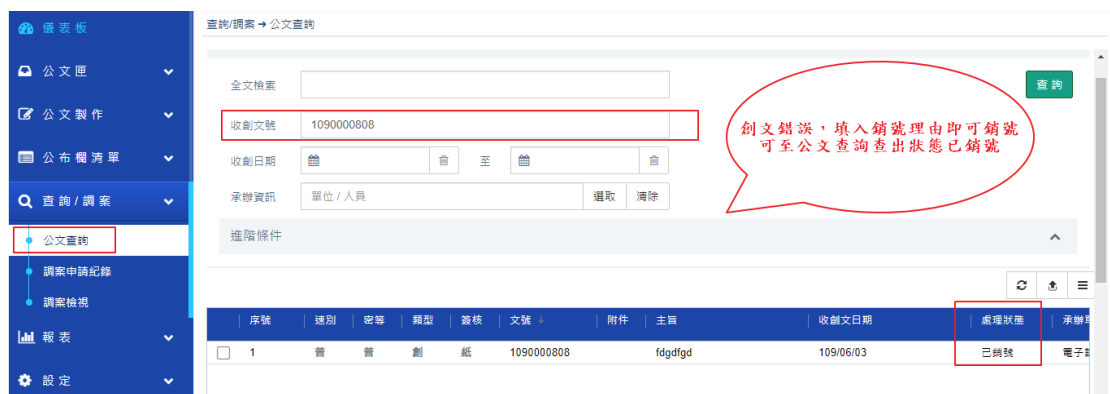 儀表板
公文匣
公文製作
公布欄清單
查詢/調案
公文查詢
調案申請紀錄
調案檢視
報表
設定
查詢/調案 ➔ 公文查詢
全文檢索
查詢
收創文號 1090000808
收創日期 至
承辦資訊 單位 / 人員 選取 清除
創文錯誤，填入銷號理由即可銷號
可至公文查詢查出狀態已銷號
進階條件
序號 速別 密等 類型 簽核 文號 附件 主旨 收創文日期 處理狀態 承辦
1 普 普 創 紙 1090000808 fdgdfgd 109/06/03 已銷號 電子